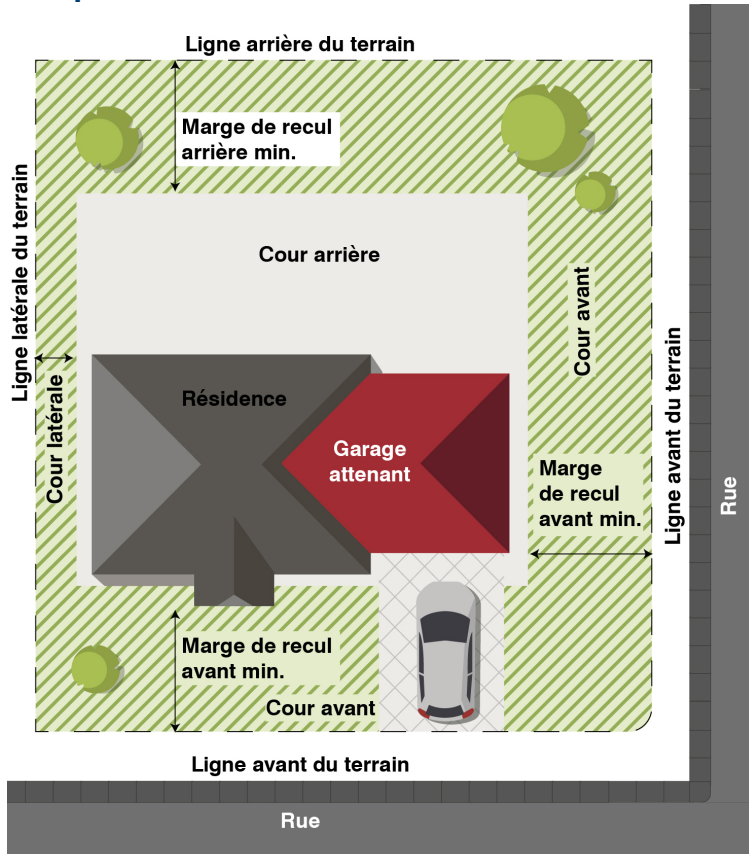 Ligne arrière du terrain
Marge de recul
arrière min.
Ligne latérale du terrain
Cour arrière
Cour avant
Résidence
Cour latérale
Garage
attenant
Marge
de recul
avant min.
Ligne avant du terrain
Rue
Marge de recul
avant min.
Cour avant
Ligne avant du terrain
Rue